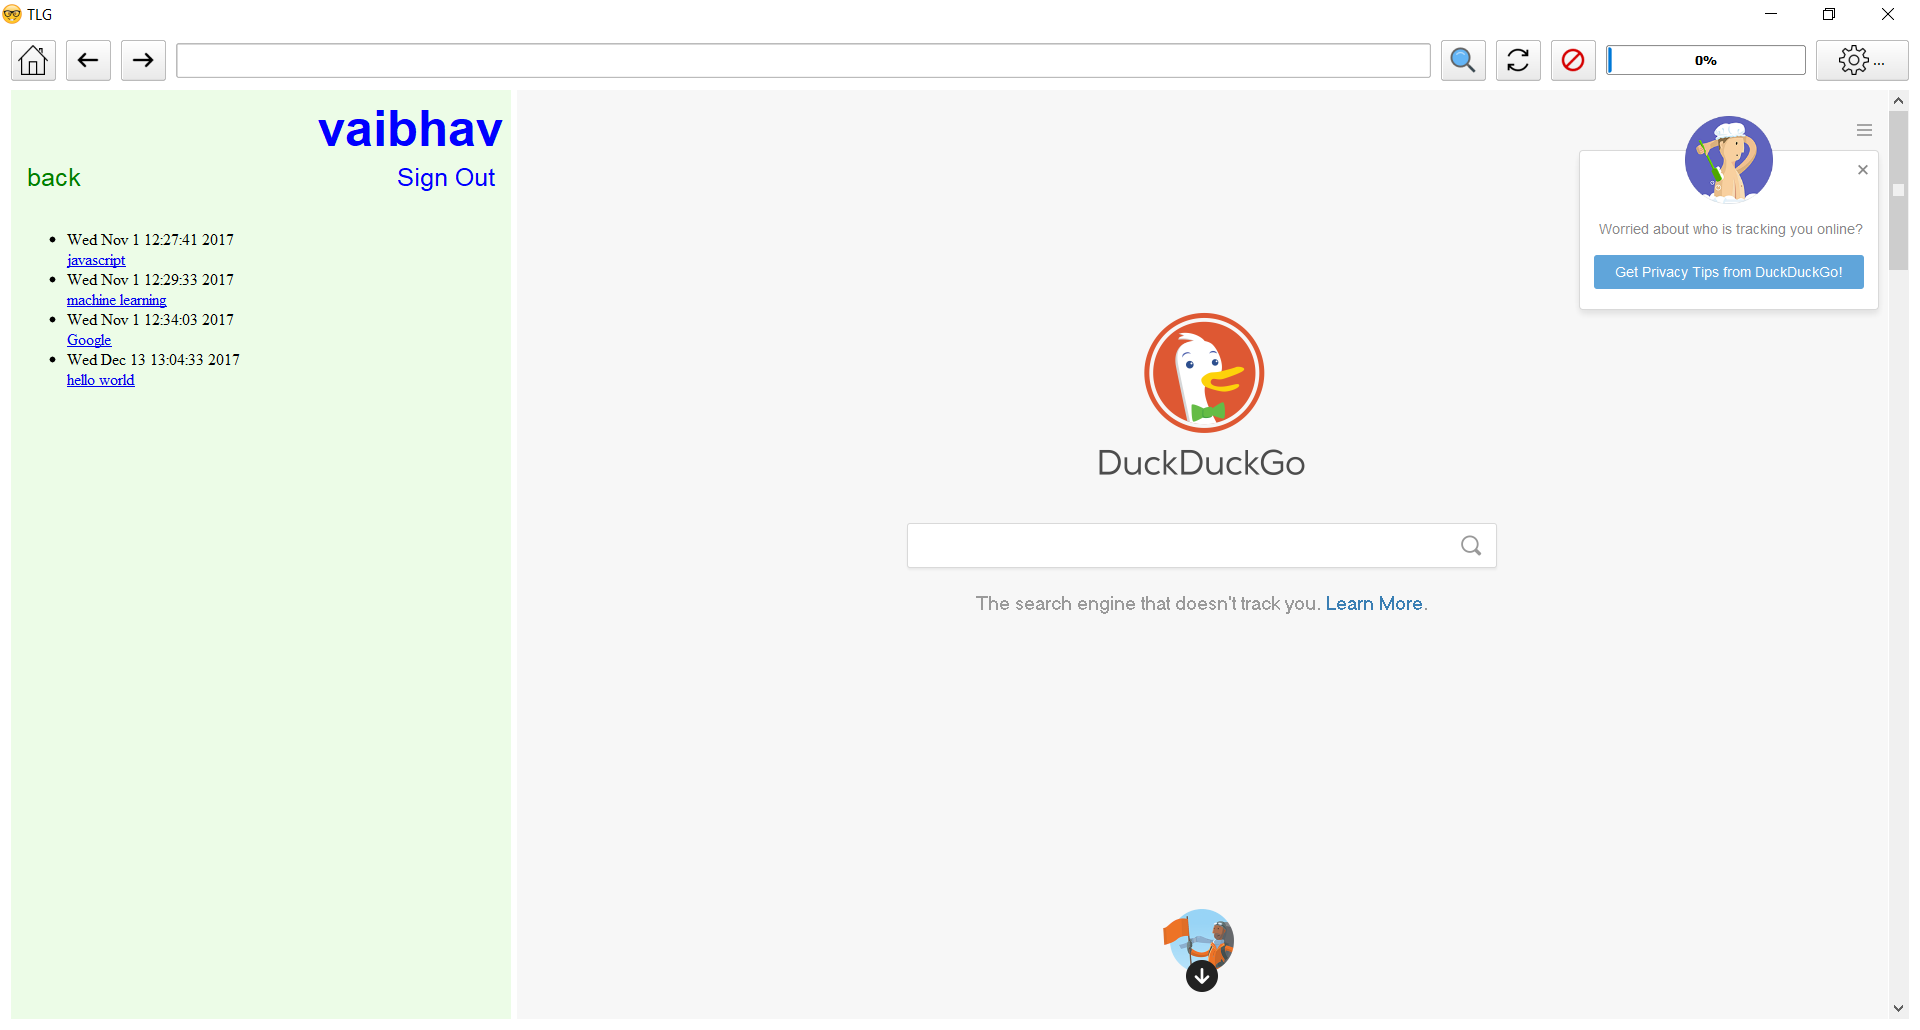 TLG
0%
...
vaibhav
back
Sign Out
Wed Nov 1 12:27:41 2017
javascript
Wed Nov 1 12:29:33 2017
machine learning
Wed Nov 1 12:34:03 2017
Google
Wed Dec 13 13:04:33 2017
hello world
Worried about who is tracking you online?
Get Privacy Tips from DuckDuckGo!
DuckDuckGo
The search engine that doesn't track you. Learn More.